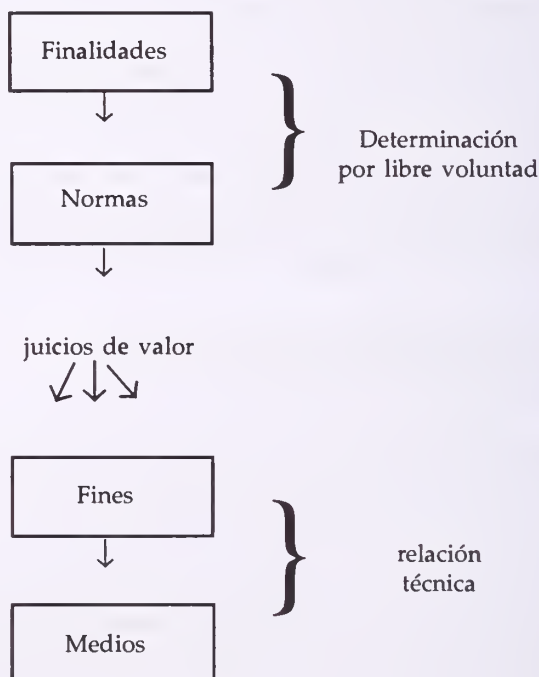 Finalidades
Determinación
por libre voluntad
Normas
juicios de valor
Fines
relación
técnica
Medios